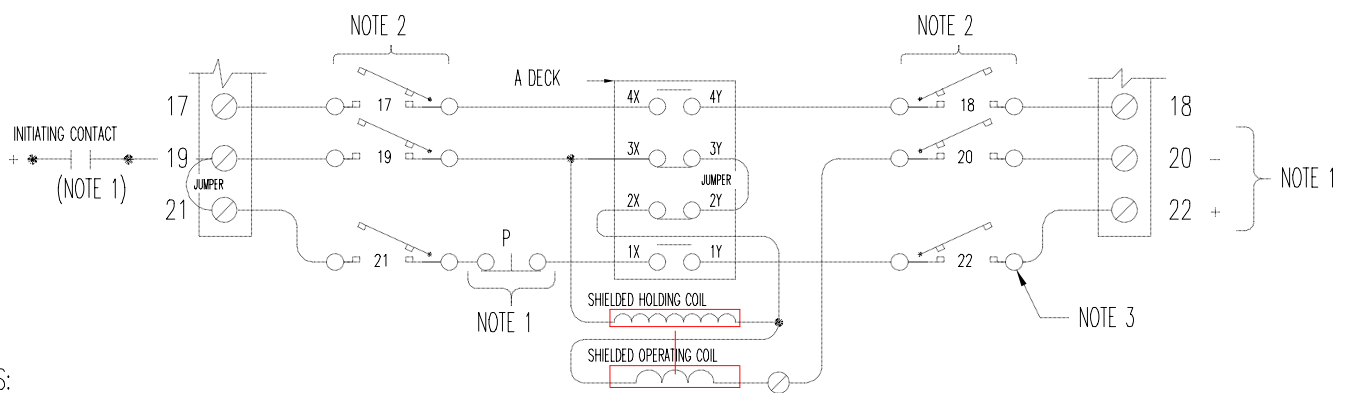 NOTE 2
NOTE 2
A DECK
17
17
4X
4Y
18
18
INITIATING CONTACT
+
19
19
3X
3Y
20
20 -
(NOTE 1)
JUMPER
JUMPER
NOTE 1
21
2X
2Y
22 +
P
21
1X
1Y
22
SHIELDED HOLDING COIL
NOTE 1
NOTE 3
SHIELDED OPERATING COIL
S: